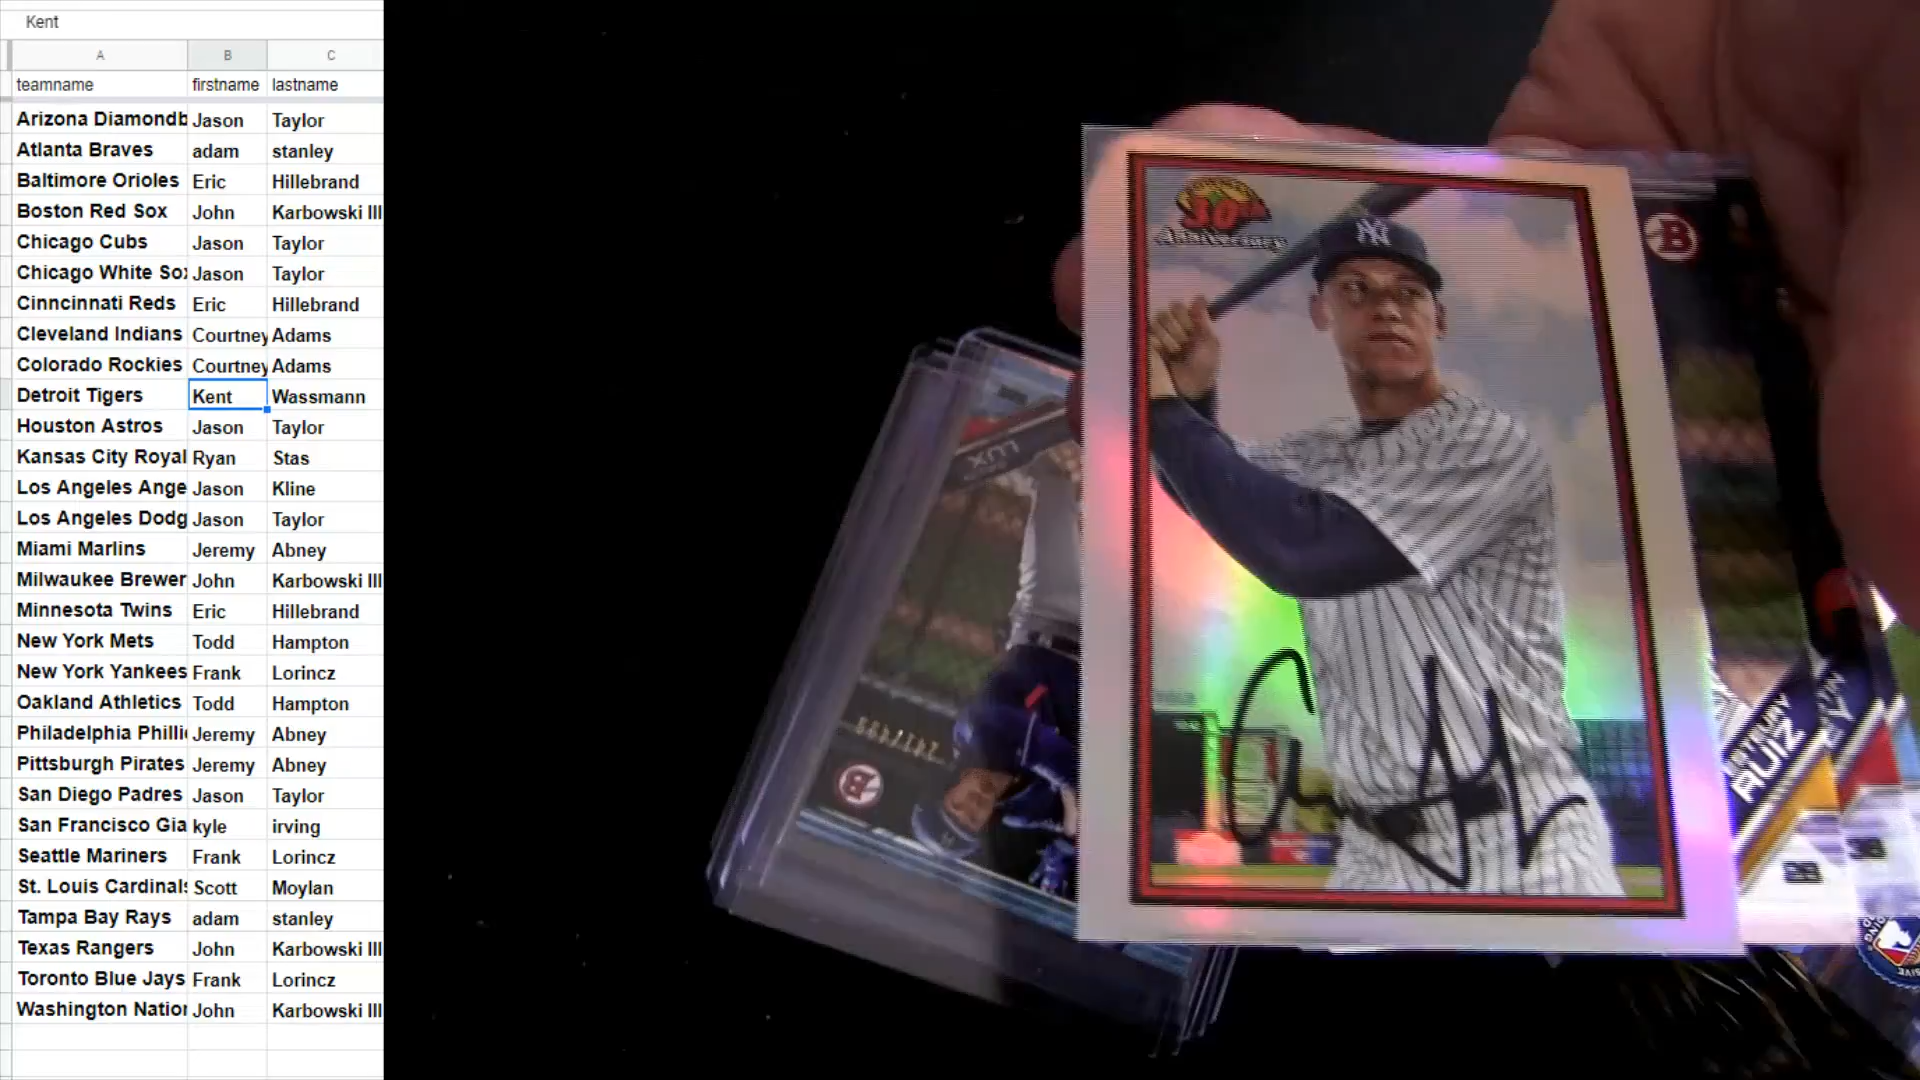 Kent
A B C
teamname firstname lastname
Arizona Diamondb Jason Taylor
Atlanta Braves adam stanley
Baltimore Orioles Eric Hillebrand
Boston Red Sox John Karbowski III
Chicago Cubs Jason Taylor
Chicago White Sox Jason Taylor
Cinncinnati Reds Eric Hillebrand
Cleveland Indians Courtney Adams
Colorado Rockies Courtney Adams
Detroit Tigers Kent Wassmann
Houston Astros Jason Taylor
Kansas City Royal Ryan Stas
Los Angeles Ange Jason Kline
Los Angeles Dodg Jason Taylor
Miami Marlins Jeremy Abney
Milwaukee Brewer John Karbowski III
Minnesota Twins Eric Hillebrand
New York Mets Todd Hampton
New York Yankees Frank Lorincz
Oakland Athletics Todd Hampton
Philadelphia Philli Jeremy Abney
Pittsburgh Pirates Jeremy Abney
San Diego Padres Jason Taylor
San Francisco Gia kyle irving
Seattle Mariners Frank Lorincz
St. Louis Cardinals Scott Moylan
Tampa Bay Rays adam stanley
Texas Rangers John Karbowski III
Toronto Blue Jays Frank Lorincz
Washington Nation John Karbowski III
30th
Anniversary
NY
B
LUX
B
RUIZ
28